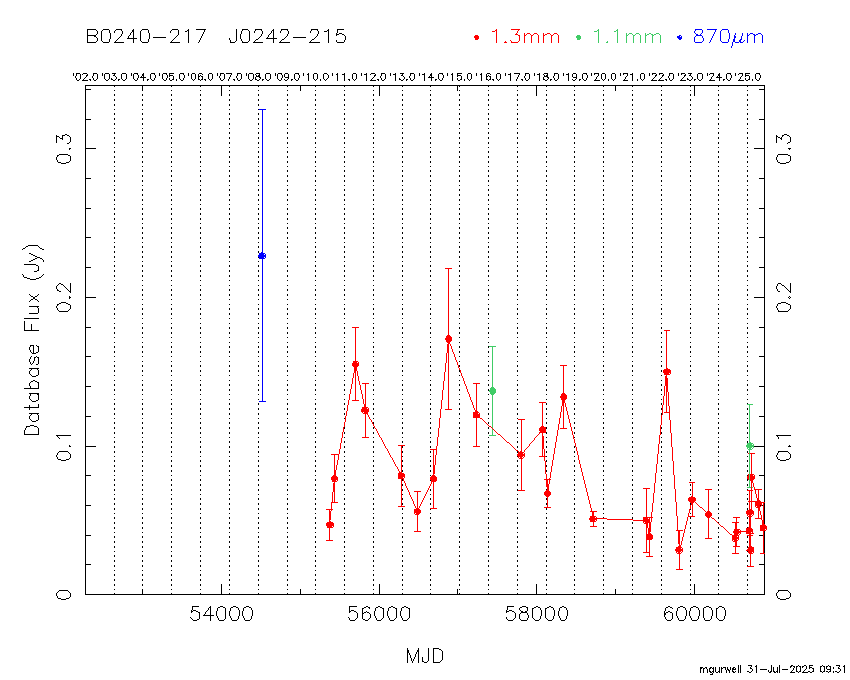 B0240-217 J0242-215 1.3mm 1.1mm 870μm
'02.0 '03.0 '04.0 '05.0 '06.0 '07.0 '08.0 '09.0 '10.0 '11.0 '12.0 '13.0 '14.0 '15.0 '16.0 '17.0 '18.0 '19.0 '20.0 '21.0 '22.0 '23.0 '24.0 '25.0
0.3 0.3
0.2 0.2
Database Flux (Jy)
0.1 0.1
0 0
54000 56000 58000 60000
MJD
mgurwell 31-Jul-2025 09:31